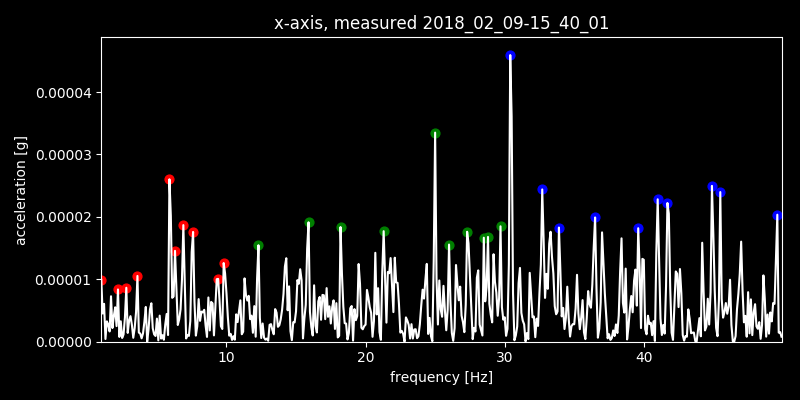 x-axis, measured 2018_02_09-15_40_01
0.00004
0.00003
0.00002
0.00001
0.00000
acceleration [g]
10 20 30 40
frequency [Hz]